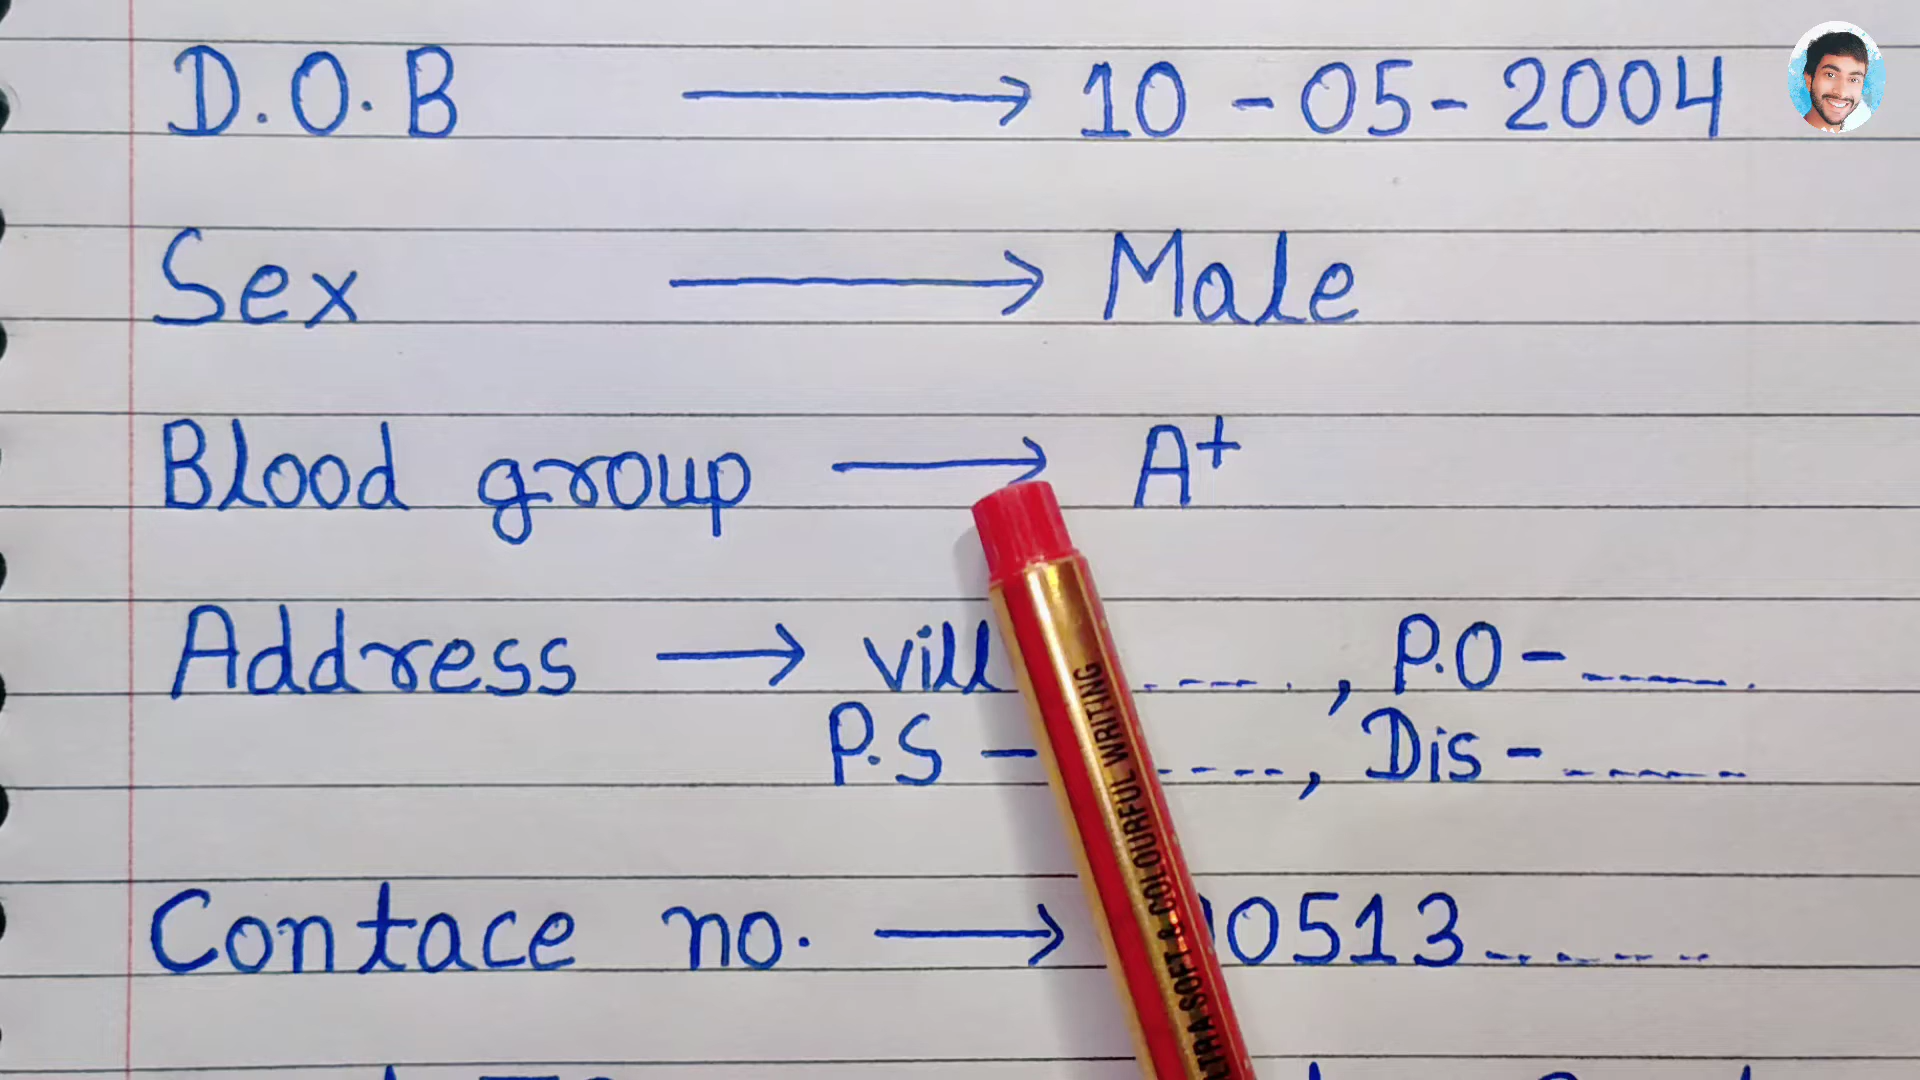 D.O.B → 10-05-2004
Sex → Male
Blood group → A+
Address → vill ------, P.O - ------.
P.S - -----, Dis - ------
Contace no. → 0513------
ULTRA SOFT & COLOURFUL WRITING